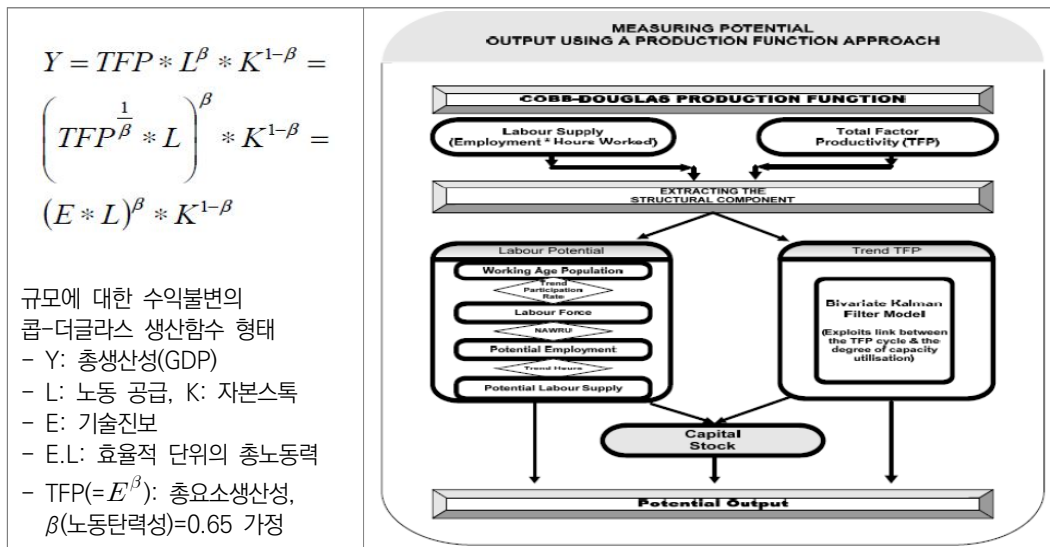 Y = TFP * L^β * K^{1-β} =
(TFP^{1/β} * L)^β * K^{1-β} =
(E * L)^β * K^{1-β}
규모에 대한 수익불변의
콥-더글라스 생산함수 형태
- Y: 총생산성(GDP)
- L: 노동 공급, K: 자본스톡
- E: 기술진보
- E.L: 효율적 단위의 총노동력
- TFP(=E^β): 총요소생산성,
β(노동탄력성)=0.65 가정
MEASURING POTENTIAL
OUTPUT USING A PRODUCTION FUNCTION APPROACH
COBB-DOUGLAS PRODUCTION FUNCTION
Labour Supply
(Employment * Hours Worked)
Total Factor
Productivity (TFP)
EXTRACTING THE
STRUCTURAL COMPONENT
Labour Potential
Working Age Population
Trend
Participation
Rate
Labour Force
NAWRU
Potential Employment
Trend Hours
Potential Labour Supply
Trend TFP
Bivariate Kalman
Filter Model
(Exploits link between
the TFP cycle & the
degree of capacity
utilisation)
Capital
Stock
Potential Output